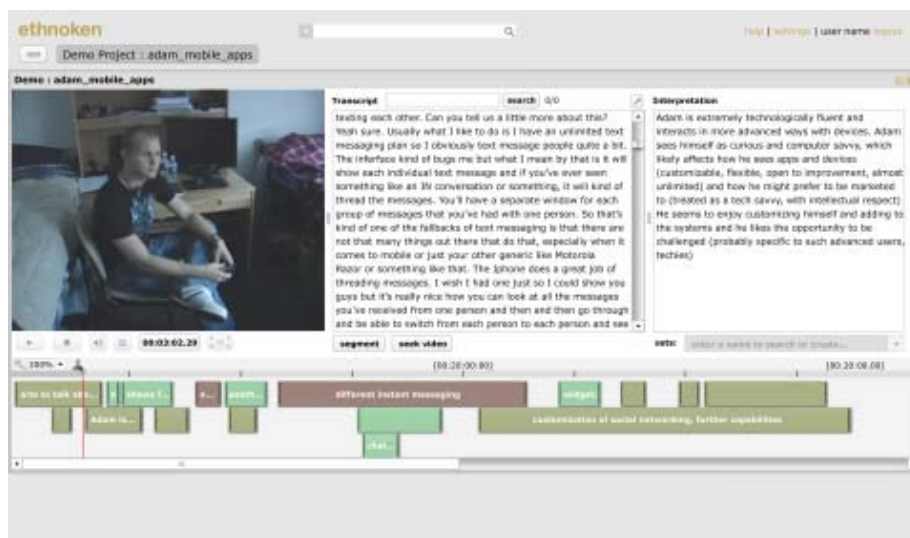 ethnoken
help | settings | user name logout
Demo Project : adam_mobile_apps
Demo : adam_mobile_apps
Transcript
search 0/0
texting each other. Can you tell us a little more about this?
Yeah sure. Usually what I like to do is I have an unlimited text
messaging plan so I obviously text message people quite a bit.
The interface kind of bugs me but what I mean by that is it will
show each individual text message and if you've ever seen
something like an IM conversation or something, it will kind of
thread the messages. You'll have a separate window for each
group of messages that you've had with one person. So that's
kind of one of the fallbacks of text messaging is that there are
not that many things out there that do that, especially when it
comes to mobile or just your other generic like Motorola
Razor or something like that. The Iphone does a great job of
threading messages. I wish I had one just so I could show you
guys but it's really nice how you can look at all the messages
you've received from one person and then and then go through
and be able to switch from each person to each person and see
segment seek video
Interpretation
Adam is extremely technologically fluent and
interacts in more advanced ways with devices. Adam
sees himself as curious and computer savvy, which
likely affects how he sees apps and devices
(customizable, flexible, open to improvement, almost
unlimited) and how he might prefer to be marketed
to (treated as a tech savvy, with intellectual respect)
He seems to enjoy customizing himself and adding to
the systems and he likes the opportunity to be
challenged (probably specific to such advanced users,
techies)
sets: enter a name to search or create...
00:03:02.20
100%
[00:20:00:00]
[00:20:00.00]
arts to talk abo...
shows f...
different instant messaging
widget
Adam is...
customization of social networking, further capabilities
chat...